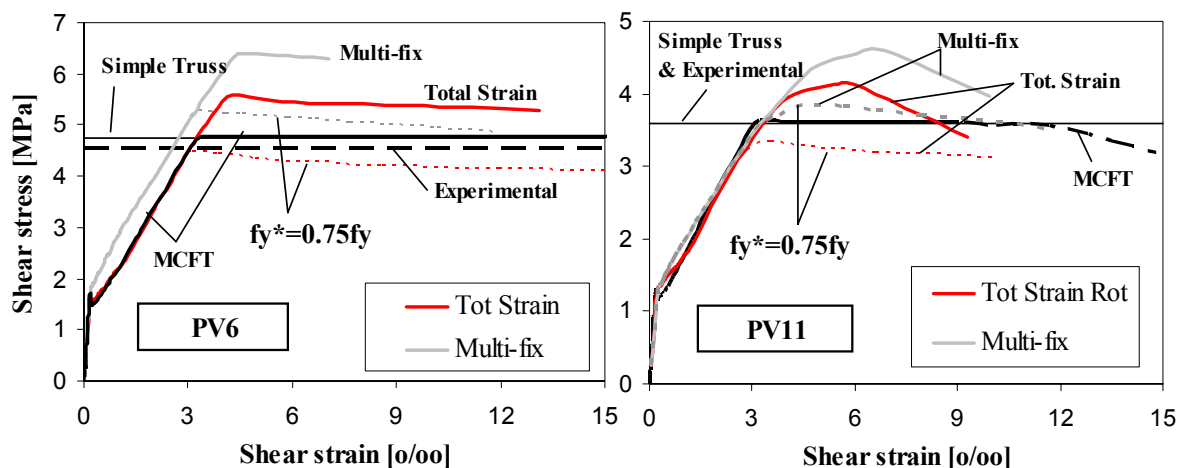 Shear stress [MPa]
7
6
5
4
3
2
1
0
Simple Truss
Multi-fix
Total Strain
Experimental
MCFT
fy*=0.75fy
PV6
Tot Strain
Multi-fix
0 3 6 9 12 15
Shear strain [o/oo]
5
4
3
2
1
0
Simple Truss
& Experimental
Multi-fix
Tot. Strain
MCFT
fy*=0.75fy
PV11
Tot Strain Rot
Multi-fix
0 3 6 9 12 15
Shear strain [o/oo]